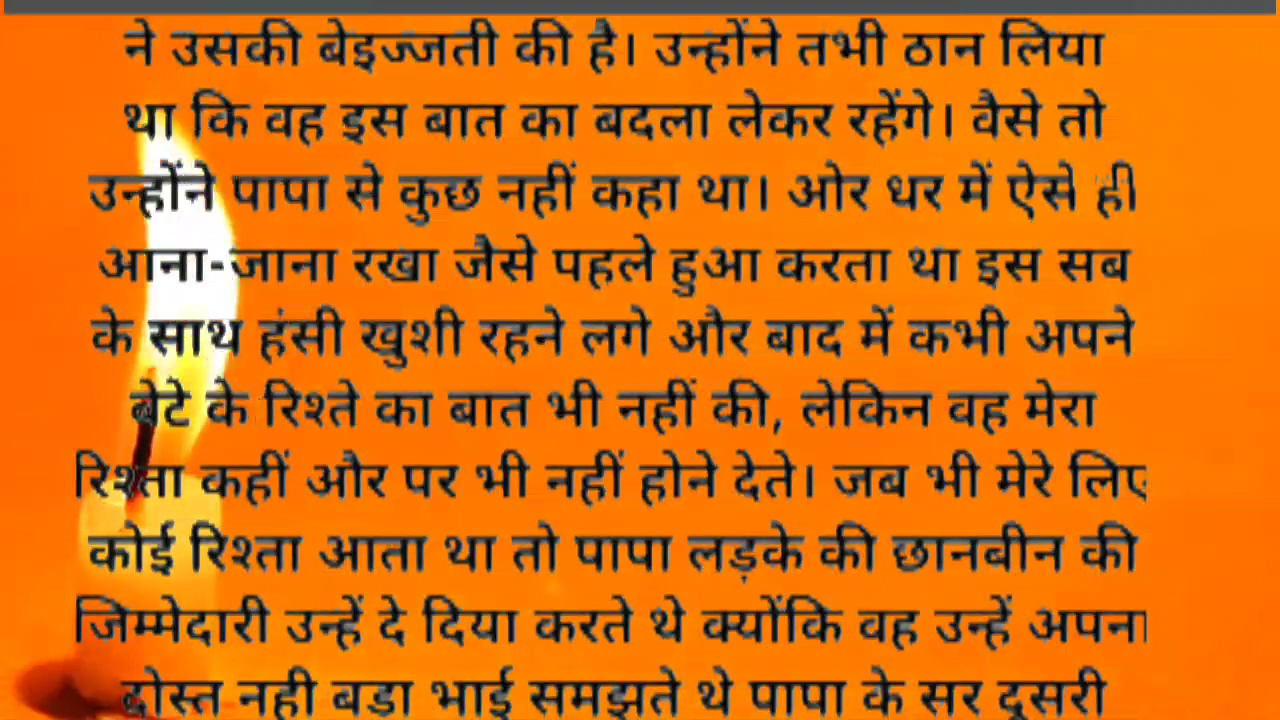 ने उसकी बेइज्जती की है। उन्होंने तभी ठान लिया
था कि वह इस बात का बदला लेकर रहेंगे। वैसे तो
उन्होंने पापा से कुछ नहीं कहा था। ओर धर में ऐसे ही
आना-जाना रखा जैसे पहले हुआ करता था इस सब
के साथ हंसी खुशी रहने लगे और बाद में कभी अपने
बेटे के रिश्ते का बात भी नहीं की, लेकिन वह मेरा
रिश्ता कहीं और पर भी नहीं होने देते। जब भी मेरे लिए
कोई रिश्ता आता था तो पापा लड़के की छानबीन की
जिम्मेदारी उन्हें दे दिया करते थे क्योंकि वह उन्हें अपना
दोस्त नही बडा भाई समझते थे पापा के सर दूसरी